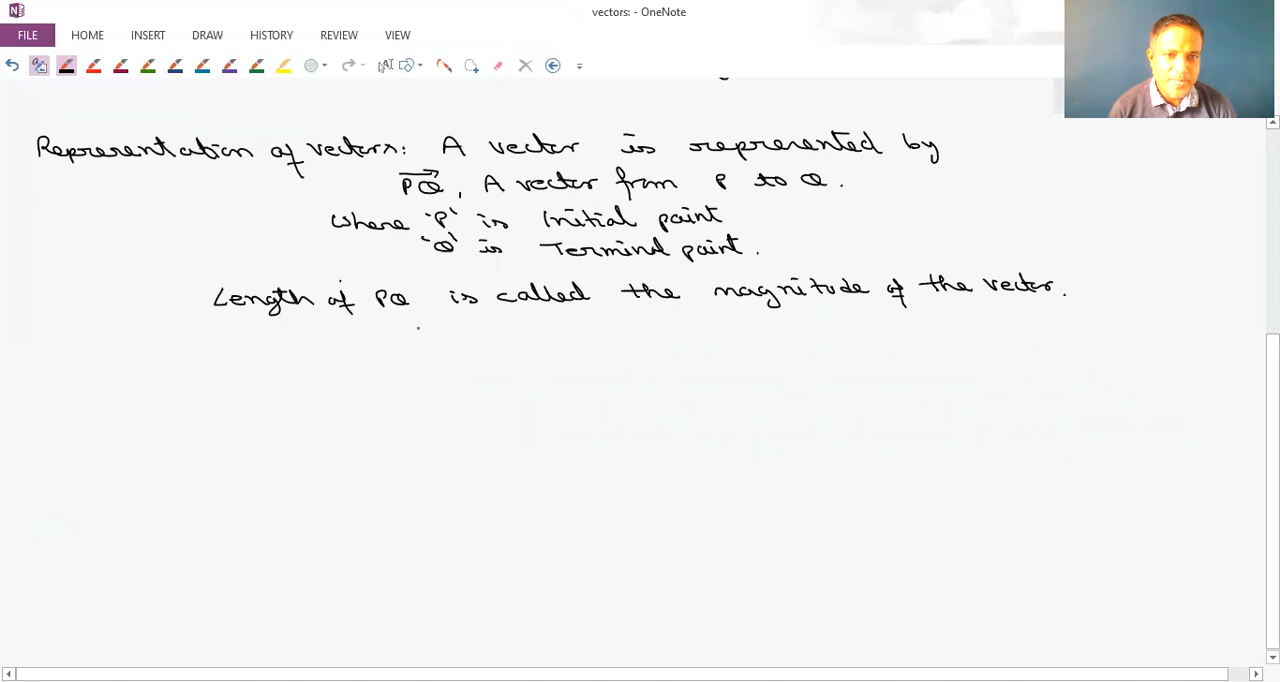 vectors: - OneNote
FILE HOME INSERT DRAW HISTORY REVIEW VIEW
Representation of vectors: A vector is represented by
PQ, A vector from P to Q.
where 'P' is Initial point
'Q' is Terminal point.
Length of PQ is called the magnitude of the vector.